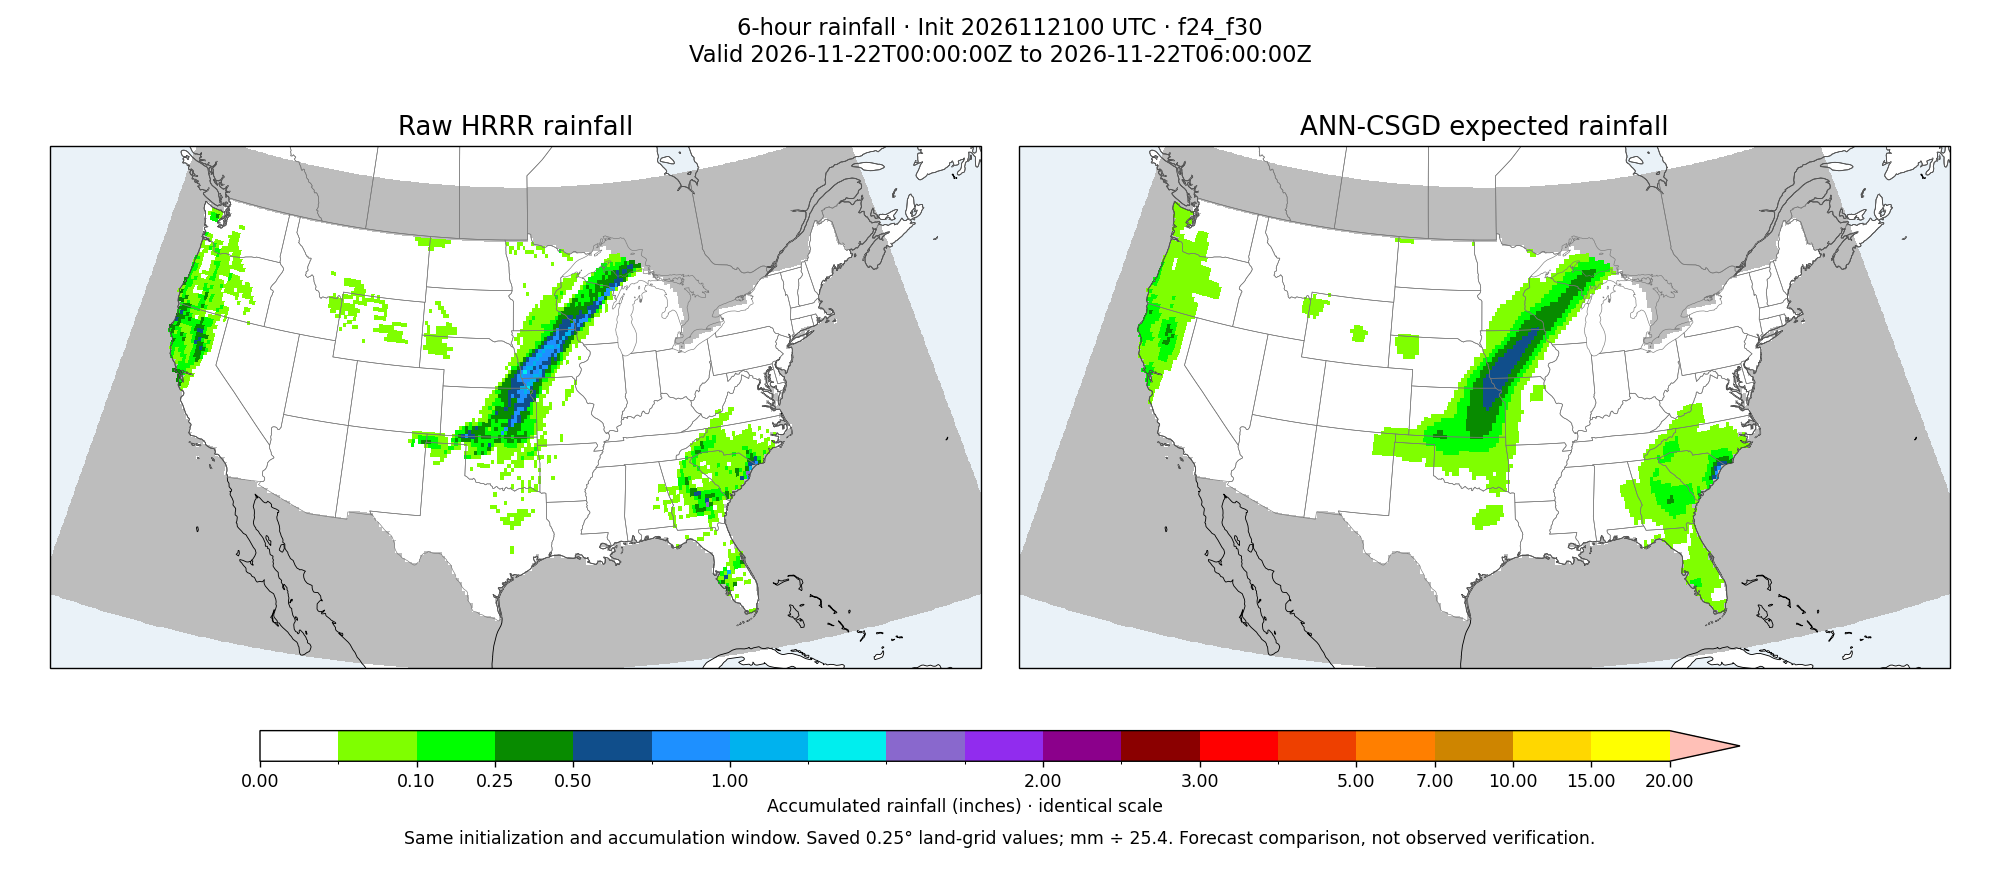 6-hour rainfall · Init 2026112100 UTC · f24_f30
Valid 2026-11-22T00:00:00Z to 2026-11-22T06:00:00Z
Raw HRRR rainfall
ANN-CSGD expected rainfall
0.00 0.10 0.25 0.50 1.00 2.00 3.00 5.00 7.00 10.00 15.00 20.00
Accumulated rainfall (inches) · identical scale
Same initialization and accumulation window. Saved 0.25° land-grid values; mm ÷ 25.4. Forecast comparison, not observed verification.